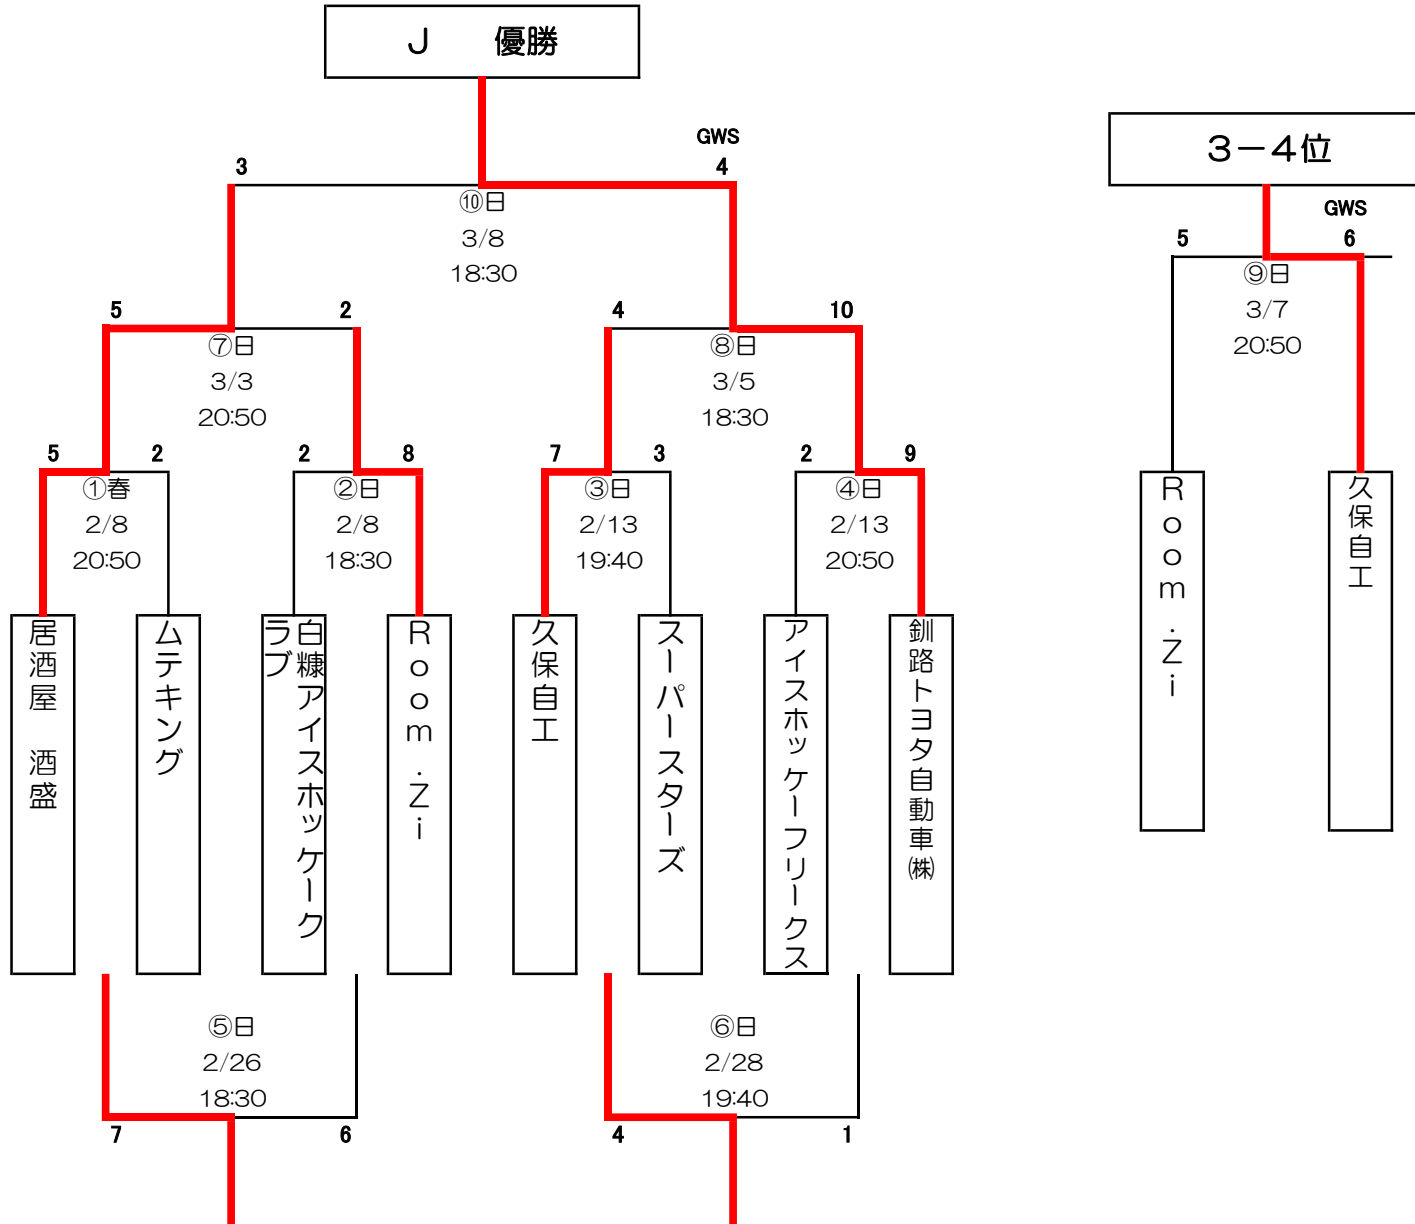 J 優勝
GWS
3 4
⑩日
3/8
18:30
3－4位
GWS
5 6
⑨日
3/7
20:50
5 2
⑦日
3/3
20:50
4 10
⑧日
3/5
18:30
5 2
①春
2/8
20:50
2 8
②日
2/8
18:30
7 3
③日
2/13
19:40
2 9
④日
2/13
20:50
居酒屋 酒盛
ムテキング
白糠アイスホッケーク
ラブ
Room.Zi
久保自工
スーパースターズ
アイスホッケーフリークス
釧路トヨタ自動車㈱
Room.Zi
久保自工
⑤日
2/26
18:30
7 6
⑥日
2/28
19:40
4 1